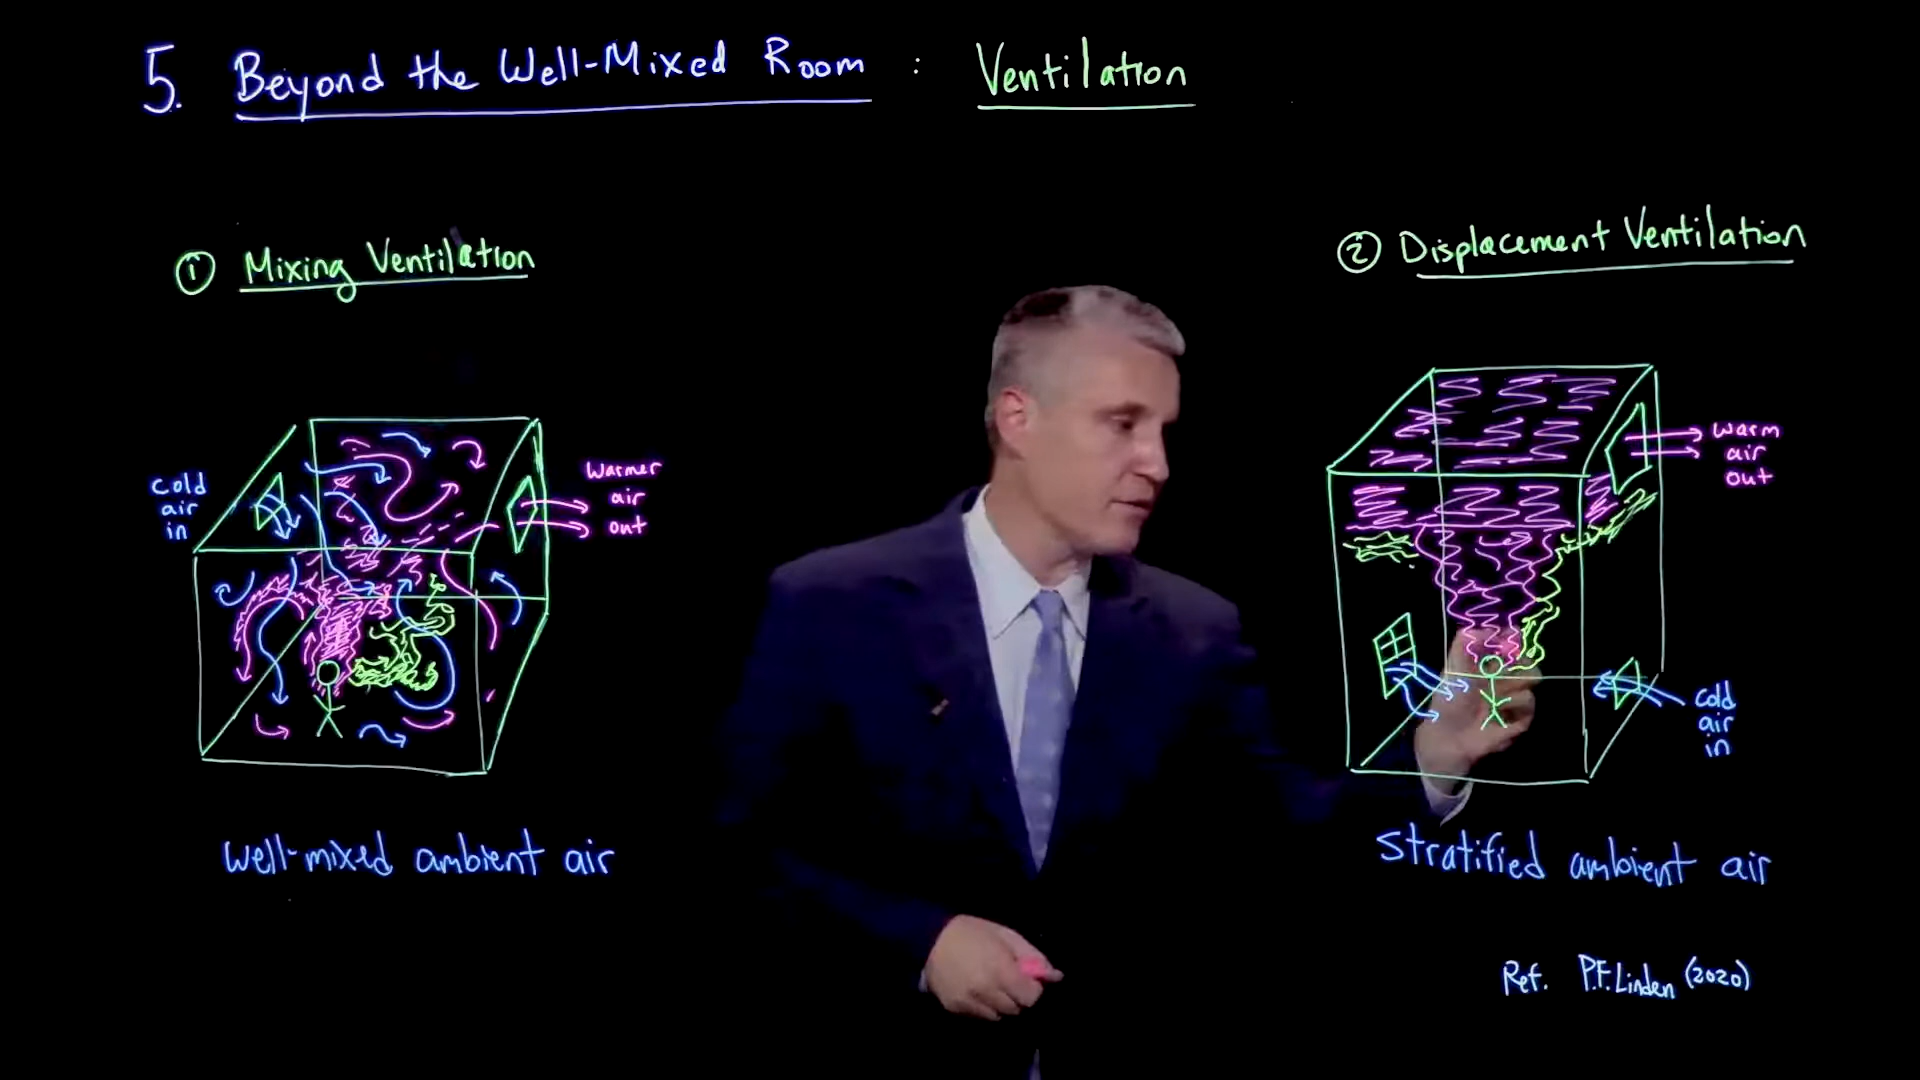 5. Beyond the Well-Mixed Room : Ventilation
① Mixing Ventilation
cold
air
in
warmer
air
out
well-mixed ambient air
② Displacement Ventilation
warm
air
out
cold
air
in
stratified ambient air
Ref. P.F. Linden (2020)